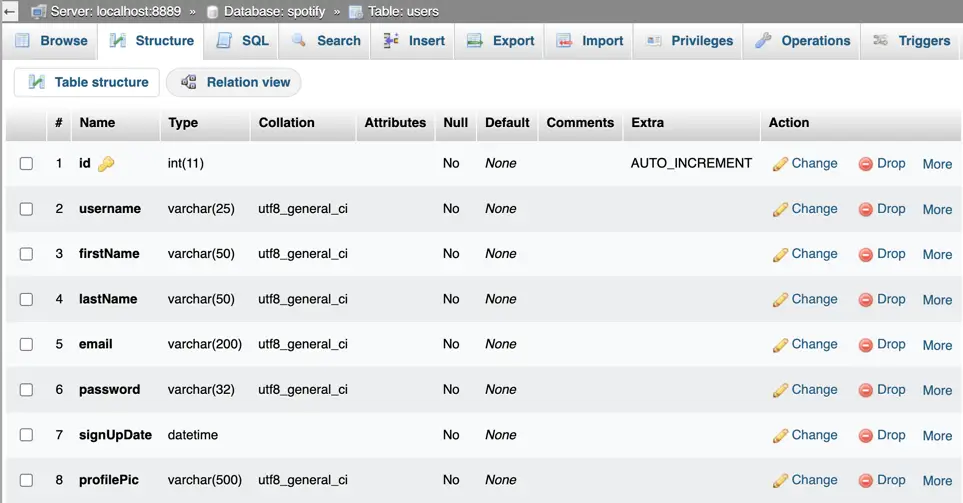 Server: localhost:8889 » Database: spotify » Table: users
Browse Structure SQL Search Insert Export Import Privileges Operations Triggers
Table structure Relation view
# Name Type Collation Attributes Null Default Comments Extra Action
1 id int(11) No None AUTO_INCREMENT Change Drop More
2 username varchar(25) utf8_general_ci No None Change Drop More
3 firstName varchar(50) utf8_general_ci No None Change Drop More
4 lastName varchar(50) utf8_general_ci No None Change Drop More
5 email varchar(200) utf8_general_ci No None Change Drop More
6 password varchar(32) utf8_general_ci No None Change Drop More
7 signUpDate datetime No None Change Drop More
8 profilePic varchar(500) utf8_general_ci No None Change Drop More